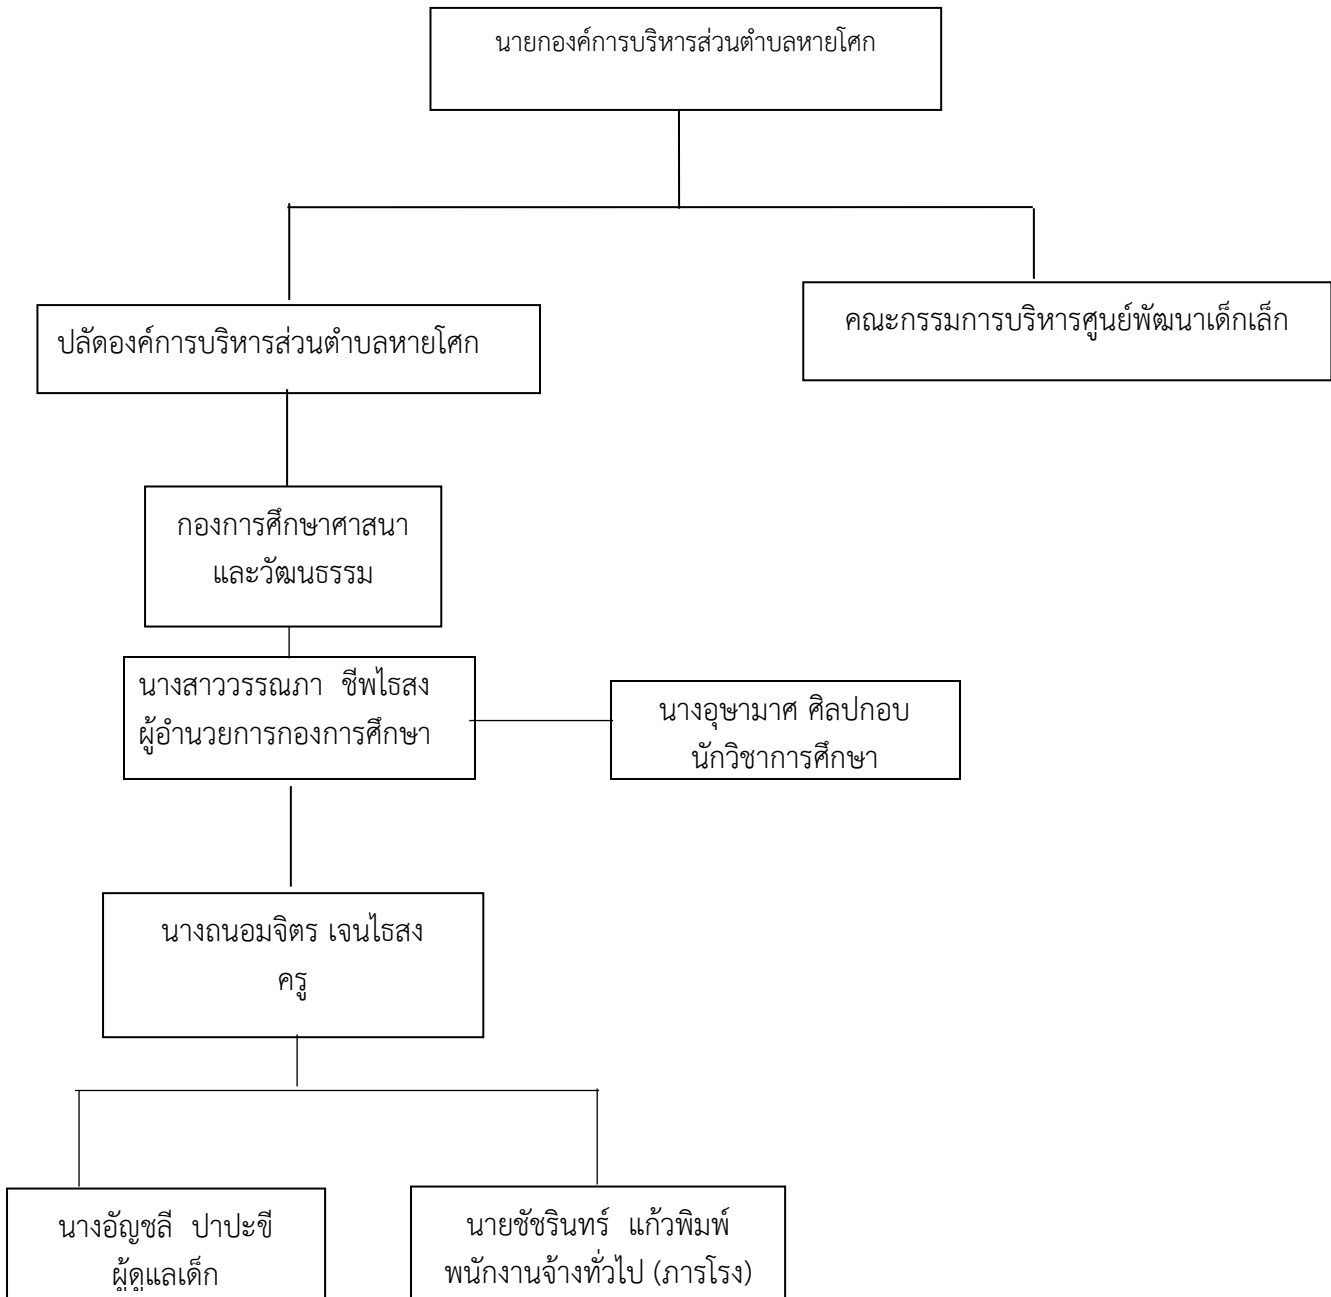 นายกองค์การบริหารส่วนตำบลหายโศก
ปลัดองค์การบริหารส่วนตำบลหายโศก
คณะกรรมการบริหารศูนย์พัฒนาเด็กเล็ก
กองการศึกษาศาสนา
และวัฒนธรรม
นางสาววรรณภา  ชีพไธสง
ผู้อำนวยการกองการศึกษา
นางอุษามาศ ศิลปกอบ
นักวิชาการศึกษา
นางถนอมจิตร เจนไธสง
ครู
นางอัญชลี  ปาปะขี
ผู้ดูแลเด็ก
นายชัชรินทร์  แก้วพิมพ์
พนักงานจ้างทั่วไป (ภารโรง)